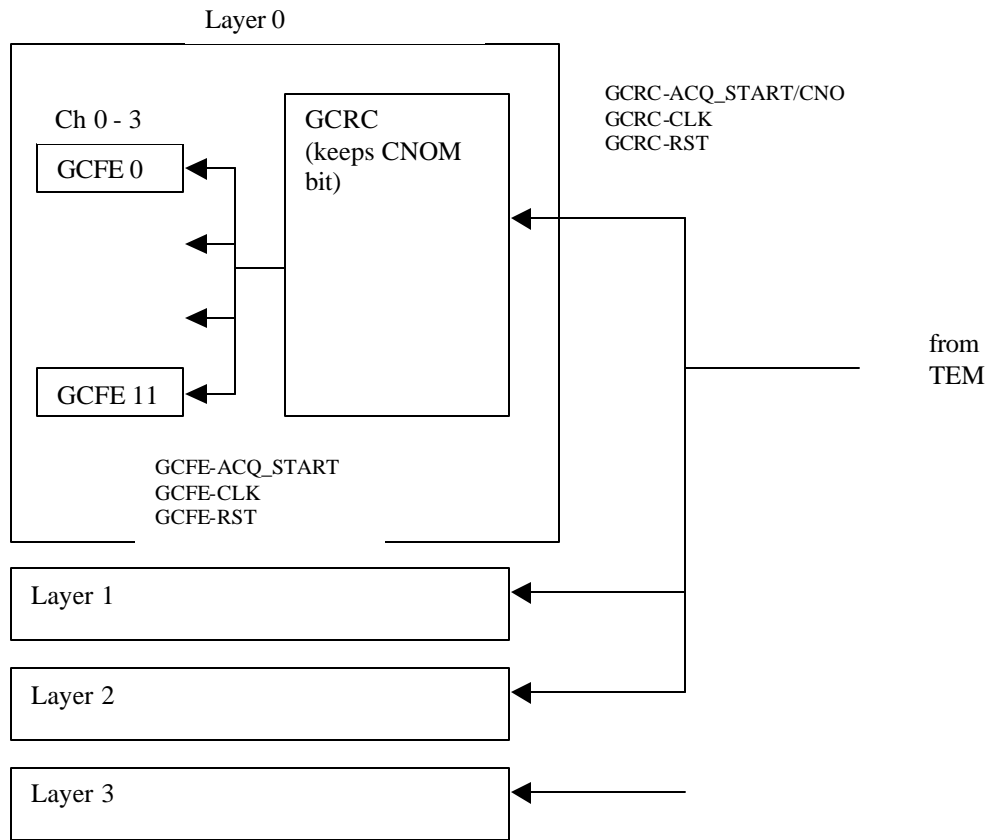 Layer 0
Ch 0 - 3
GCFE 0
GCRC
(keeps CNOM
bit)
GCRC-ACQ_START/CNO
GCRC-CLK
GCRC-RST
from
TEM
GCFE 11
GCFE-ACQ_START
GCFE-CLK
GCFE-RST
Layer 1
Layer 2
Layer 3